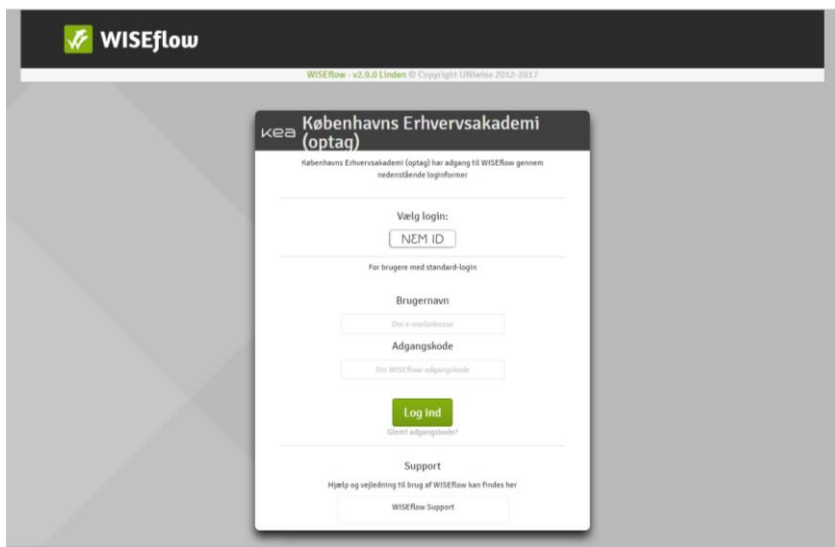 WISEflow
WISEflow - v2.9.0 Linden © Copyright UNIwise 2012-2017
kea
Københavns Erhvervsakademi
(optag)
Københavns Erhvervsakademi (optag) har adgang til WISEflow gennem
nedenstående loginformer
Vælg login:
NEM ID
For brugere med standard-login
Brugernavn
Din e-mailadresse
Adgangskode
Din WISEflow-adgangskode
Log ind
Glemt adgangskode?
Support
Hjælp og vejledning til brug af WISEflow kan findes her
WISEflow Support